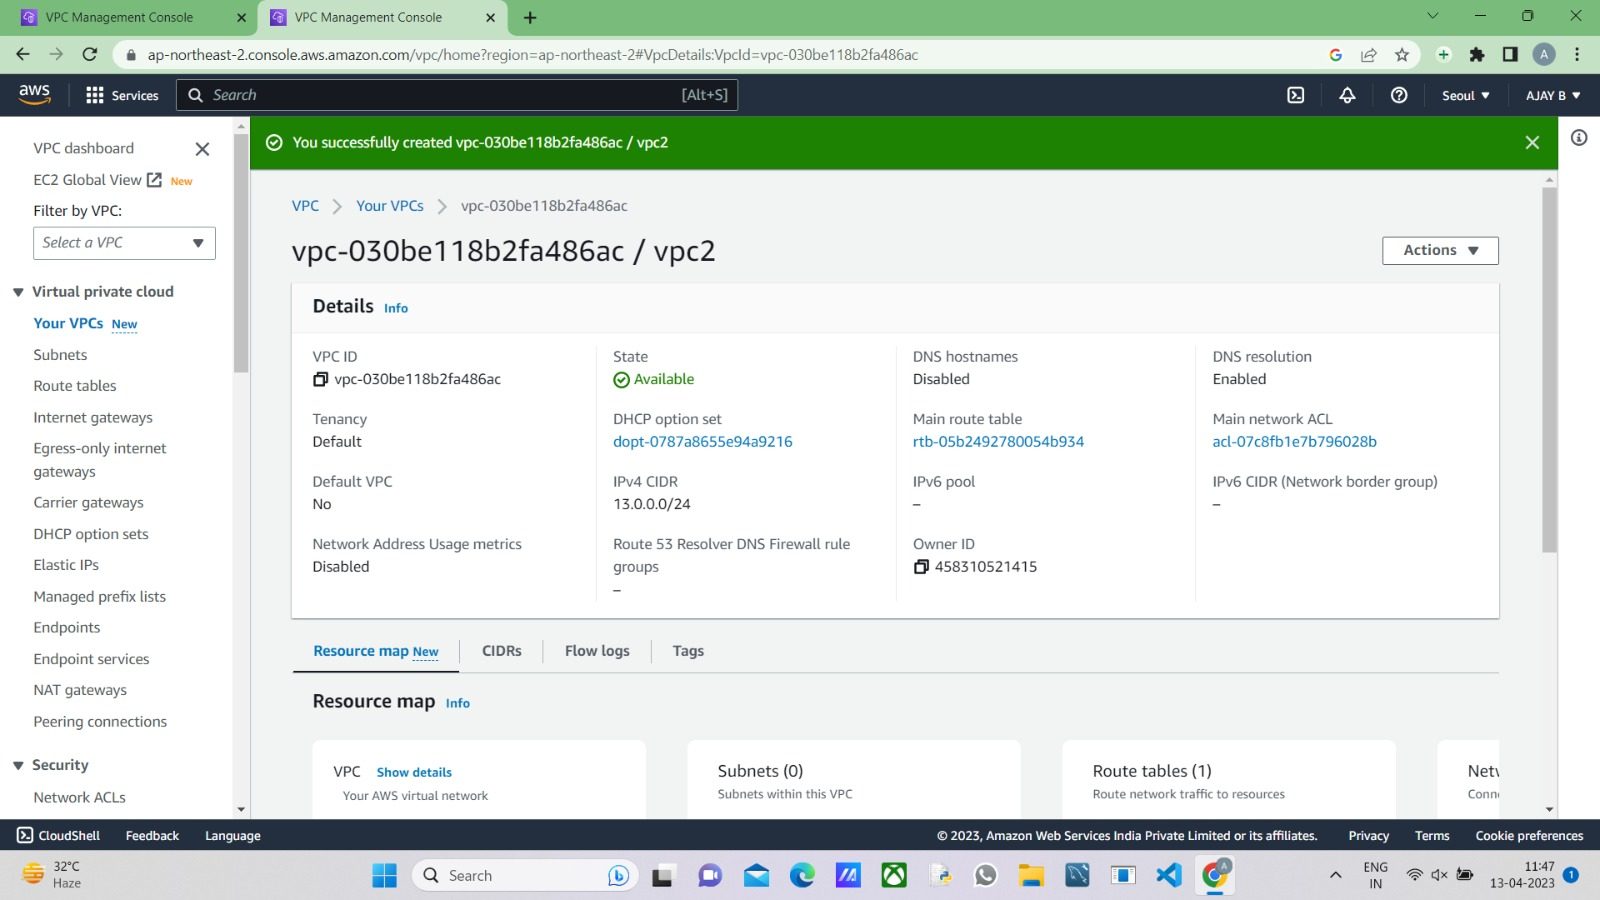 VPC Management Console
VPC Management Console
ap-northeast-2.console.aws.amazon.com/vpc/home?region=ap-northeast-2#VpcDetails:VpcId=vpc-030be118b2fa486ac
A
aws
Services
Search
[Alt+S]
Seoul
AJAY B
VPC dashboard
EC2 Global View New
Filter by VPC:
Select a VPC
Virtual private cloud
Your VPCs New
Subnets
Route tables
Internet gateways
Egress-only internet
gateways
Carrier gateways
DHCP option sets
Elastic IPs
Managed prefix lists
Endpoints
Endpoint services
NAT gateways
Peering connections
Security
Network ACLs
You successfully created vpc-030be118b2fa486ac / vpc2
VPC
Your VPCs
vpc-030be118b2fa486ac
vpc-030be118b2fa486ac / vpc2
Actions
Details Info
VPC ID
vpc-030be118b2fa486ac
State
Available
DNS hostnames
Disabled
DNS resolution
Enabled
Tenancy
Default
DHCP option set
dopt-0787a8655e94a9216
Main route table
rtb-05b2492780054b934
Main network ACL
acl-07c8fb1e7b796028b
Default VPC
No
IPv4 CIDR
13.0.0.0/24
IPv6 pool
–
IPv6 CIDR (Network border group)
–
Network Address Usage metrics
Disabled
Route 53 Resolver DNS Firewall rule
groups
–
Owner ID
458310521415
Resource map New
CIDRs
Flow logs
Tags
Resource map Info
VPC Show details
Your AWS virtual network
Subnets (0)
Subnets within this VPC
Route tables (1)
Route network traffic to resources
CloudShell
Feedback
Language
© 2023, Amazon Web Services India Private Limited or its affiliates.
Privacy
Terms
Cookie preferences
32°C
Haze
Search
A
ENG
IN
11:47
13-04-2023
1